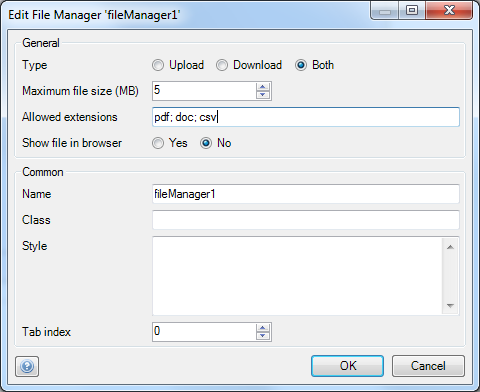 Edit File Manager 'fileManager1'
General
Type Upload Download Both
Maximum file size (MB) 5
Allowed extensions pdf; doc; csv
Show file in browser Yes No
Common
Name fileManager1
Class
Style
Tab index 0
? OK Cancel